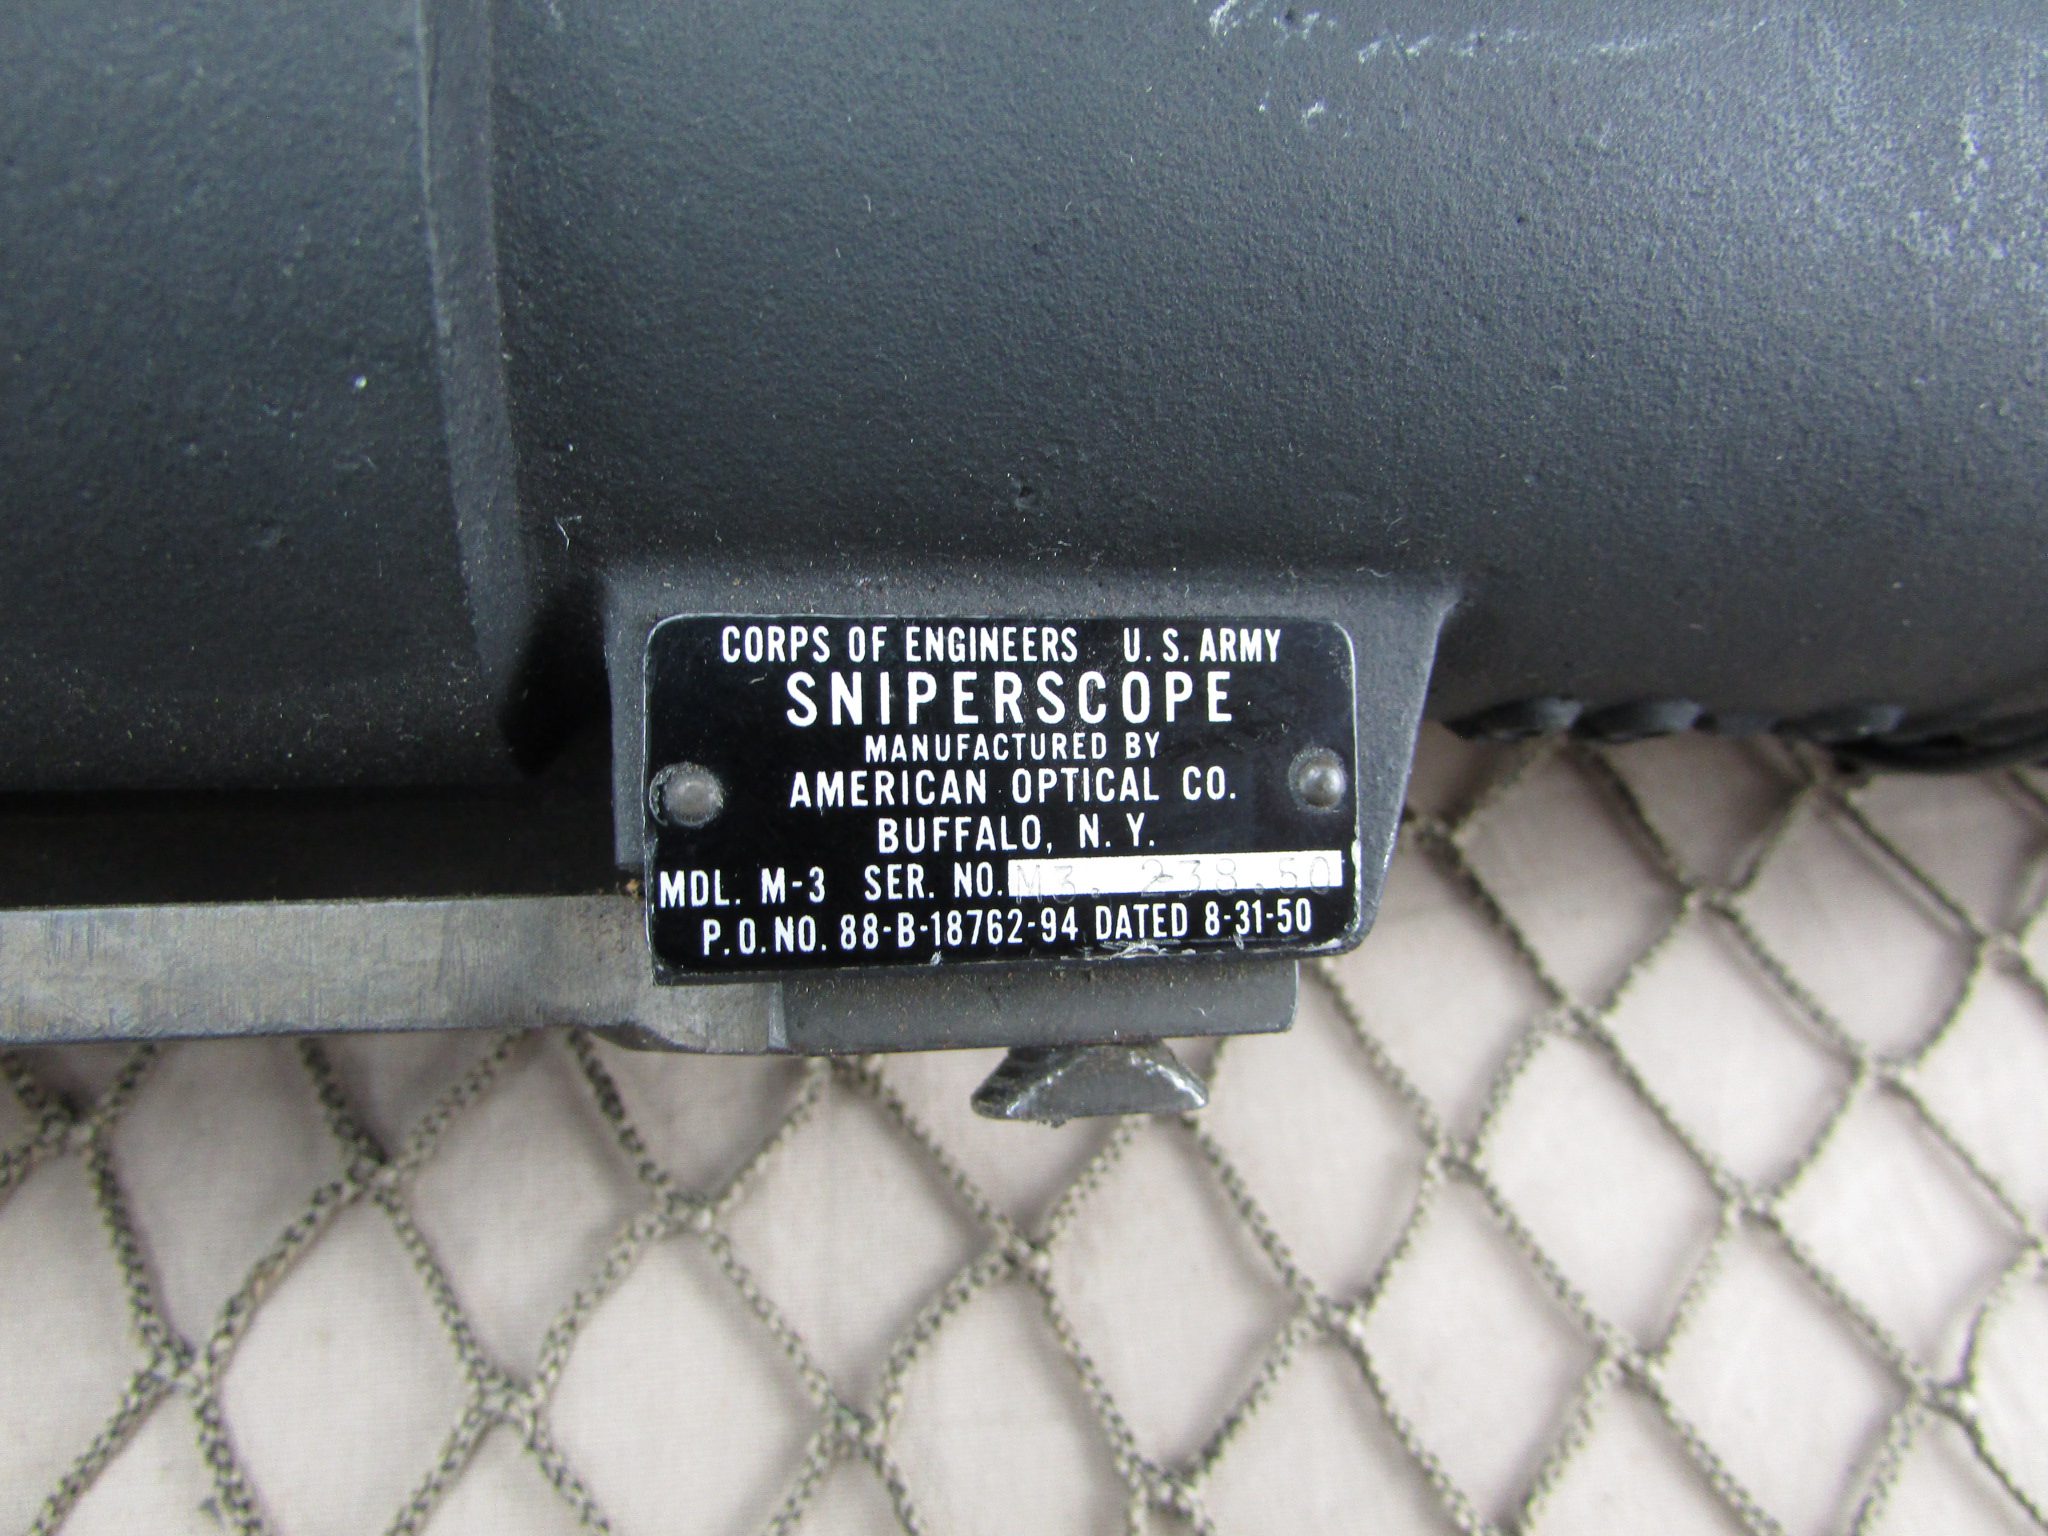 CORPS OF ENGINEERS U.S. ARMY
SNIPERSCOPE
MANUFACTURED BY
AMERICAN OPTICAL CO.
BUFFALO, N.Y.
MDL. M-3 SER. NO. M3. 238.50
P.O. NO. 88-B-18762-94 DATED 8-31-50